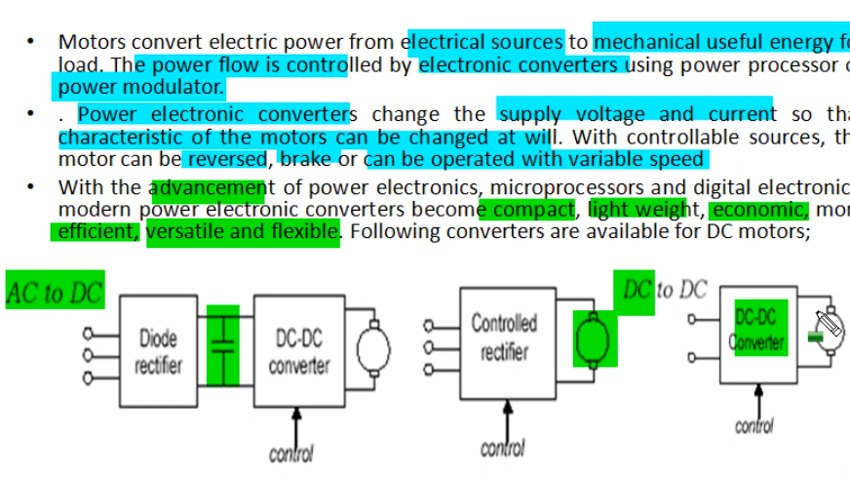 • Motors convert electric power from electrical sources to mechanical useful energy
load. The power flow is controlled by electronic converters using power processor
power modulator.
• . Power electronic converters change the supply voltage and current so
characteristic of the motors can be changed at will. With controllable sources,
motor can be reversed, brake or can be operated with variable speed
• With the advancement of power electronics, microprocessors and digital
modern power electronic converters become compact, light weight, economic,
efficient, versatile and flexible. Following converters are available for DC motors;
AC to DC
DC to DC
Diode
rectifier
DC-DC
converter
control
Controlled
rectifier
control
DC-DC
Converter
control